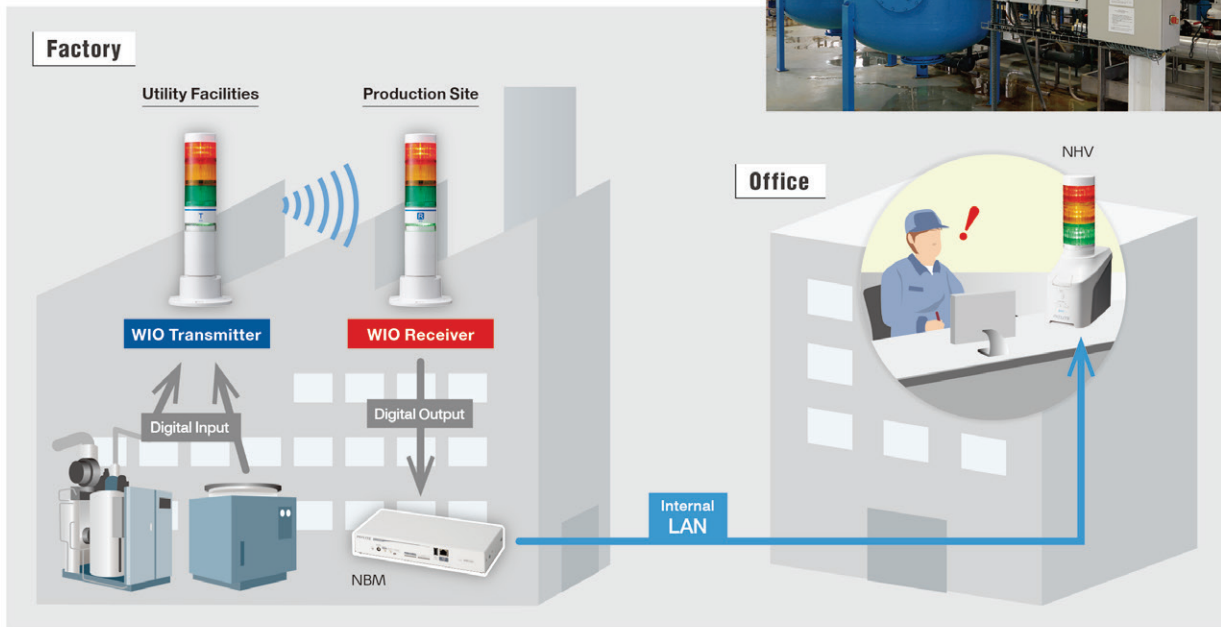 Factory
Utility Facilities
Production Site
T
R
WIO Transmitter
WIO Receiver
Digital Input
Digital Output
NBM
Internal
LAN
Office
NHV
!